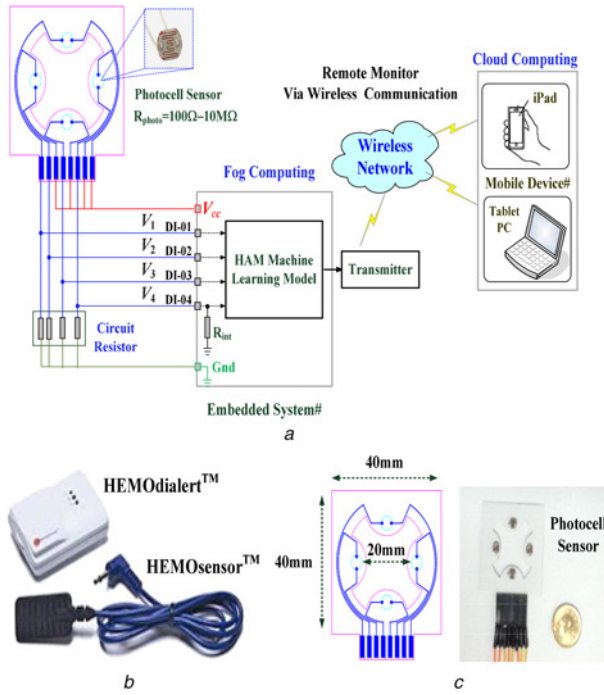 Photocell Sensor
Rphoto=100Ω–10MΩ
Remote Monitor
Via Wireless Communication
Cloud Computing
iPad
Wireless
Network
Mobile Device#
Tablet
PC
Fog Computing
Vcc
V1 DI-01
V2 DI-02
V3 DI-03
V4 DI-04
HAM Machine
Learning Model
Transmitter
Circuit
Resistor
Rint
Gnd
Embedded System#
a
HEMOdialert™
HEMOsensor™
b
40mm
40mm
20mm
Photocell
Sensor
c